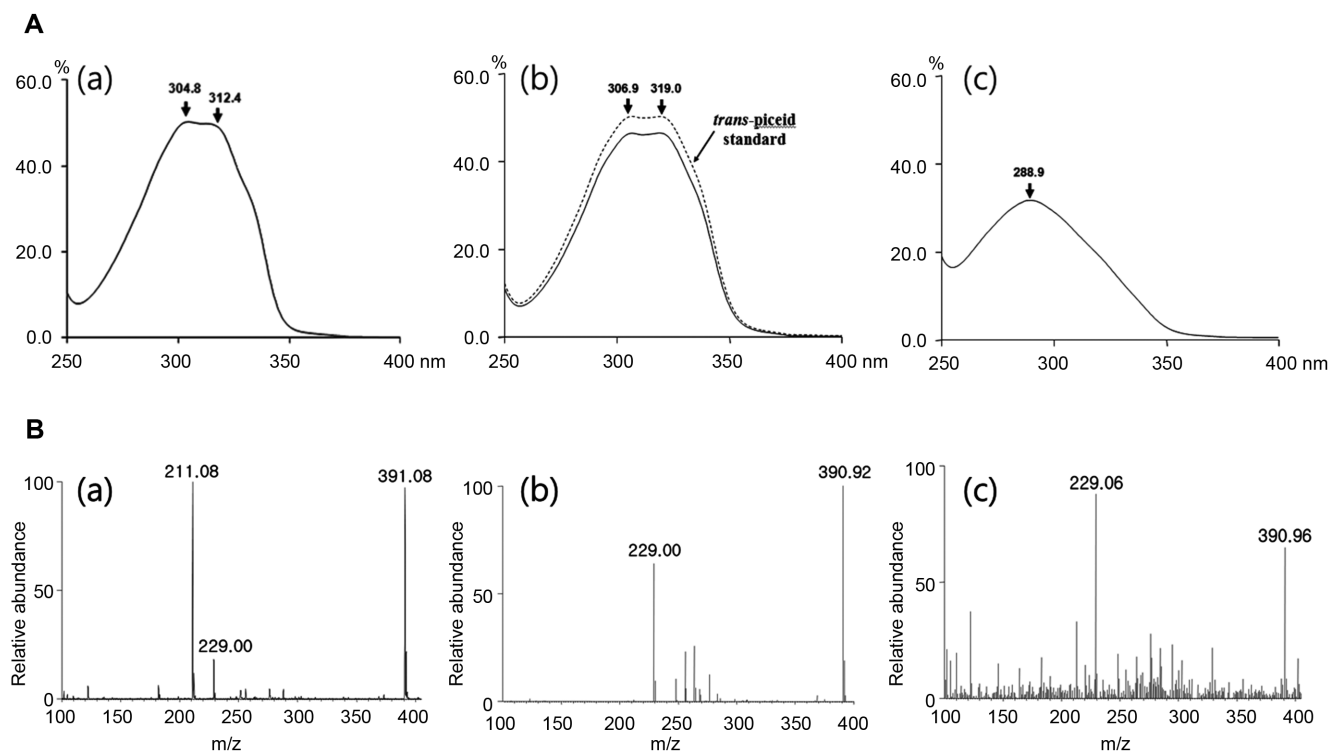 A
% (a)
60.0
304.8
312.4
40.0
20.0
0.0
250 300 350 400 nm
% (b)
60.0
306.9 319.0
trans-piceid
standard
40.0
20.0
0.0
250 300 350 400 nm
% (c)
60.0
40.0
288.9
20.0
0.0
250 300 350 400 nm
B
(a)
211.08
391.08
229.00
100
50
0
Relative abundance
100 150 200 250 300 350 400
m/z
(b)
390.92
229.00
100
50
0
Relative abundance
100 150 200 250 300 350 400
m/z
(c)
229.06
390.96
100
50
0
Relative abundance
100 150 200 250 300 350 400
m/z